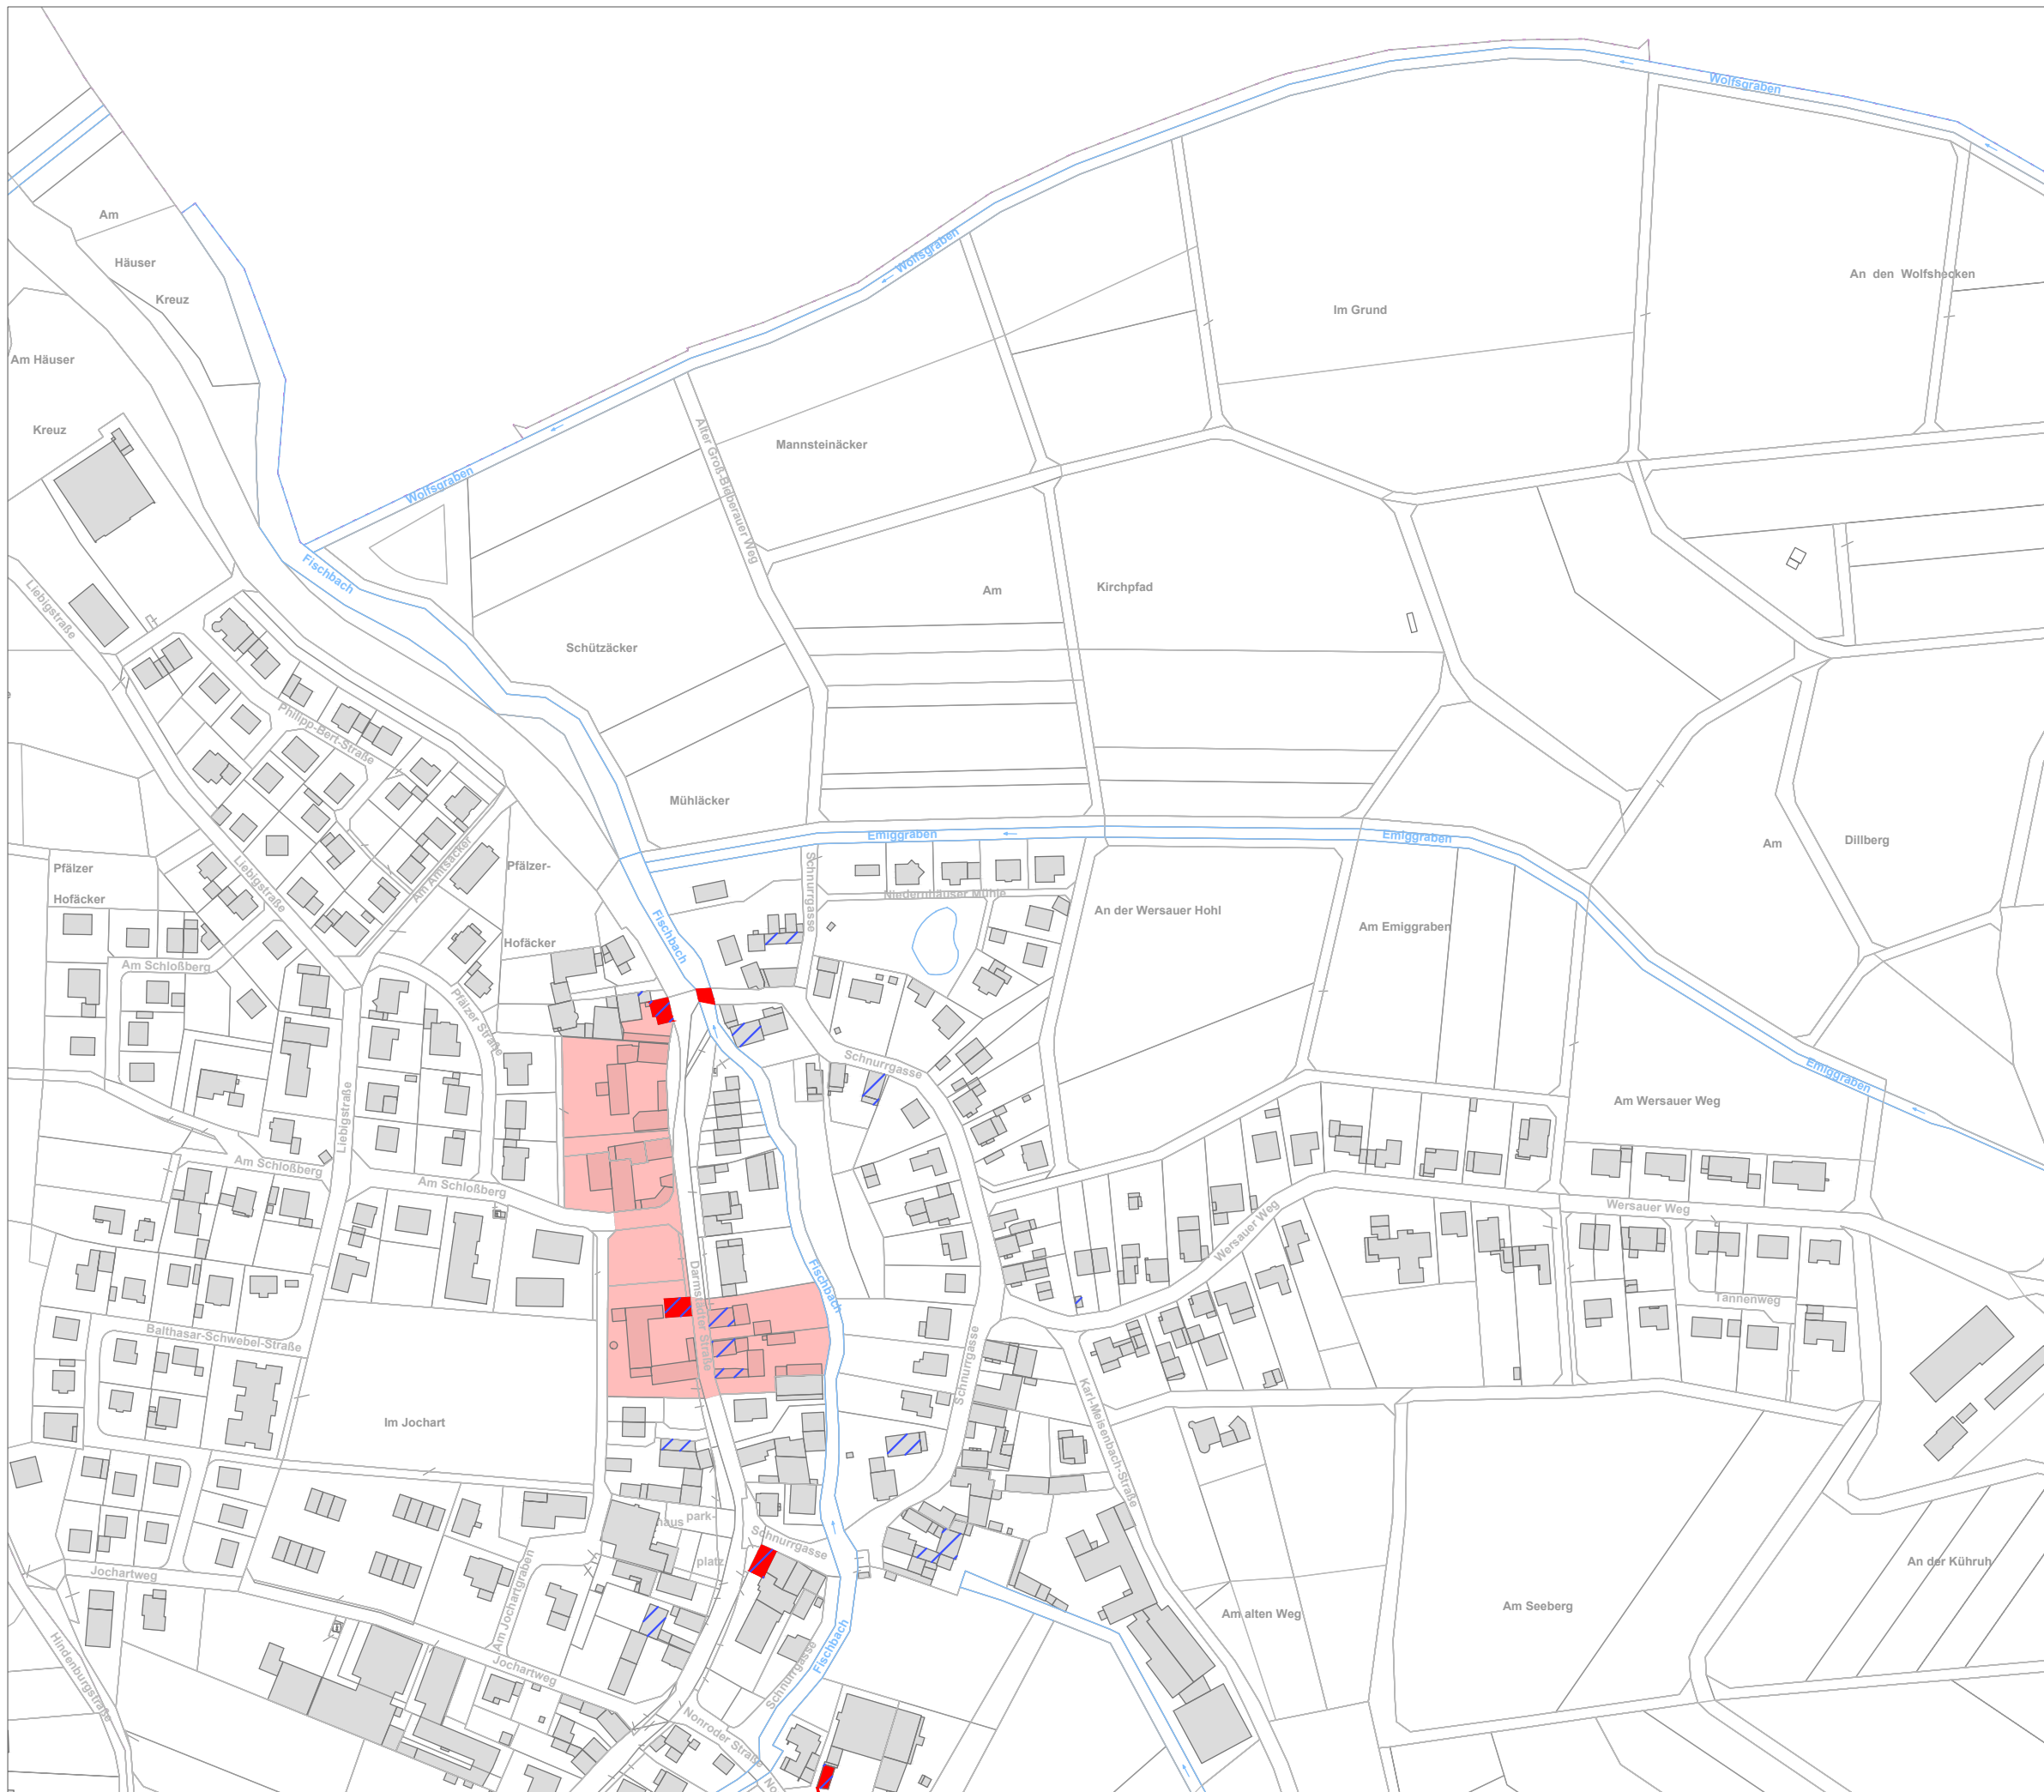 Wolfsgraben
Am
Häuser
Kreuz
Wolfsgraben
An den Wolfshecken
Im Grund
Am Häuser
Kreuz
Mannsteinäcker
Alter Groß-Bieberauer Weg
Wolfsgraben
Fischbach
Am
Kirchpfad
Liebigstraße
Schützäcker
Philipp-Bert-Straße
Mühläcker
Emiggraben
Emiggraben
Am
Dillberg
Pfälzer
Hofäcker
Liebigstraße
Am Amtsäcker
Pfälzer-
Hofäcker
Schnurrgasse
Niedernhäuser Mühle
An der Wersauer Hohl
Am Emiggraben
Fischbach
Am Schloßberg
Pfälzer Straße
Schnurrgasse
Emiggraben
Am Wersauer Weg
Liebigstraße
Am Schloßberg
Am Schloßberg
Wersauer Weg
Wersauer Weg
Fischbach
Darmstädter Straße
Tannenweg
Balthasar-Schwebel-Straße
Schnurrgasse
Karl-Meisenbach-Straße
Im Jochart
haus
park-
platz
Schnurrgasse
Jochartweg
Am Jochartgraben
An der Kühruh
Am alten Weg
Am Seeberg
Hindenburgstraße
Jochartweg
Schnurrgasse
Fischbach
Nonroder Straße